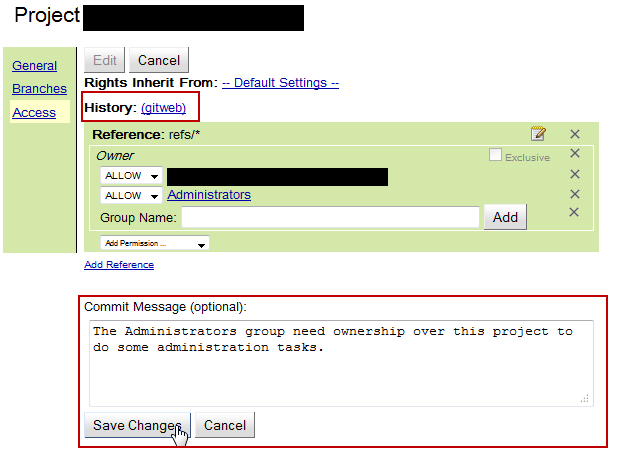 Project
General
Branches
Access
Edit Cancel
Rights Inherit From: -- Default Settings --
History: (gitweb)
Reference: refs/*
Owner Exclusive
ALLOW
ALLOW Administrators
Group Name: Add
Add Permission ...
Add Reference
Commit Message (optional):
The Administrators group need ownership over this project to
do some administration tasks.
Save Changes Cancel